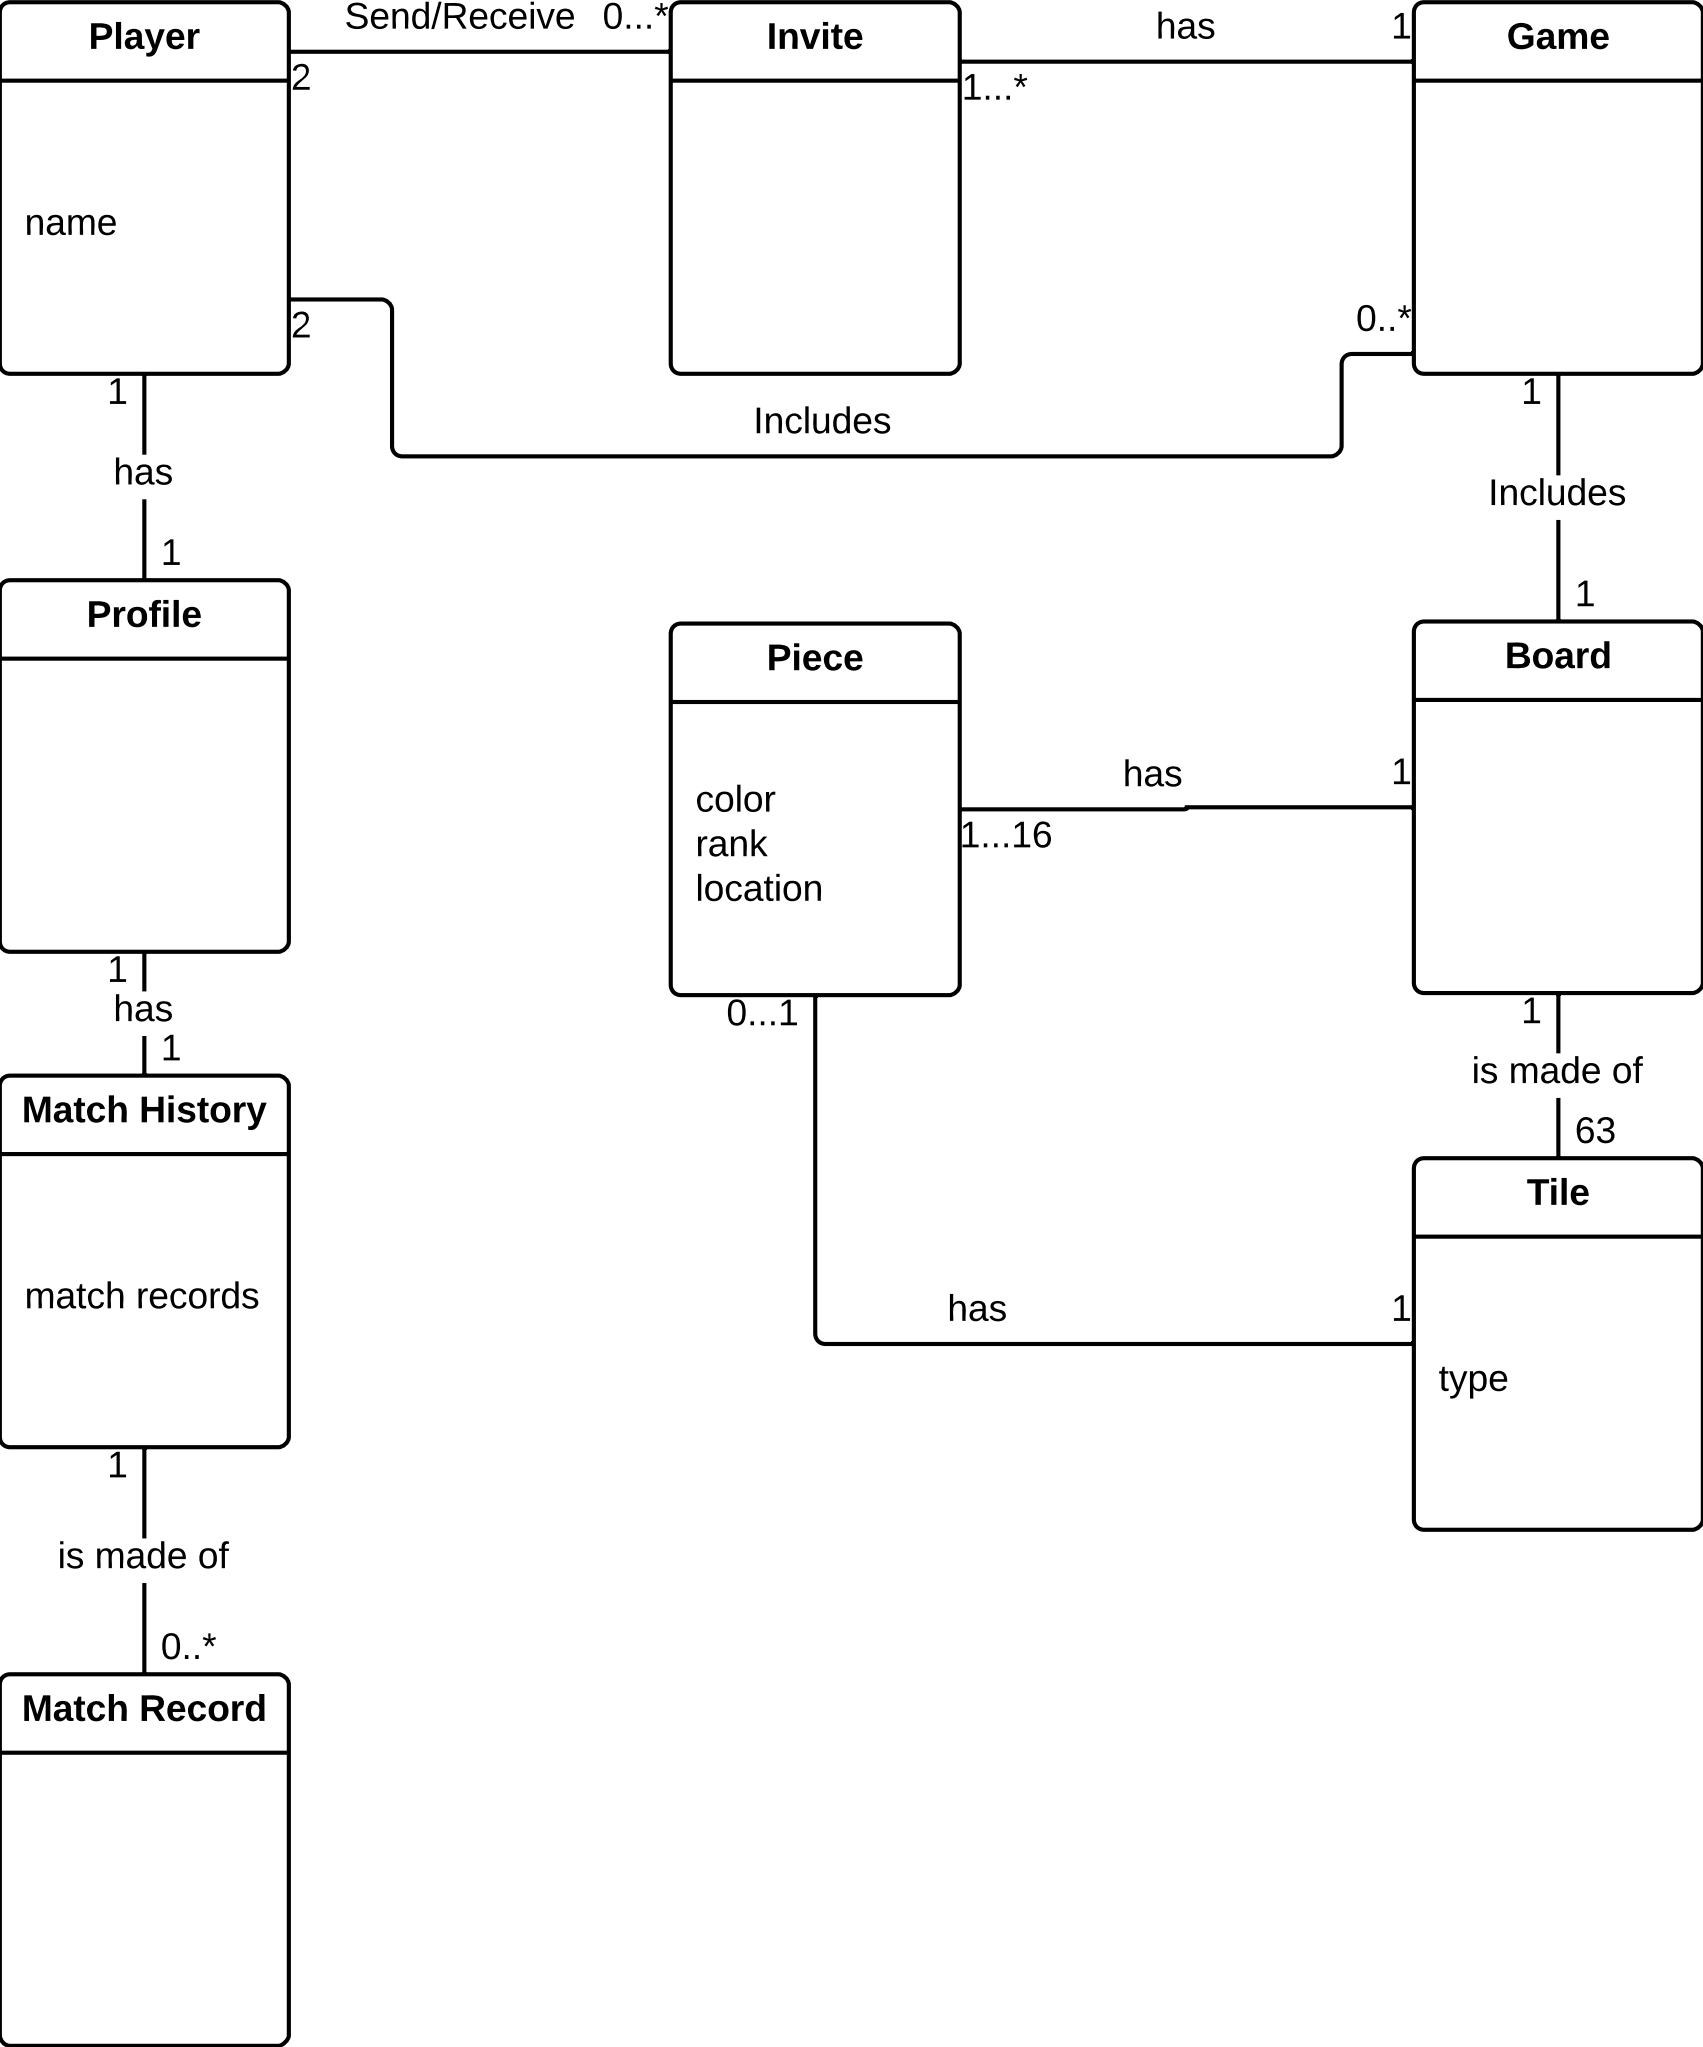 Player
Send/Receive
0...*
Invite
has
1
Game
2
1...*
name
2
0..*
Includes
1
has
1
1
Includes
1
Profile
Piece
Board
color
rank
location
has
1
1...16
1
has
1
0...1
1
is made of
63
Match History
Tile
match records
has
1
type
1
is made of
0..*
Match Record